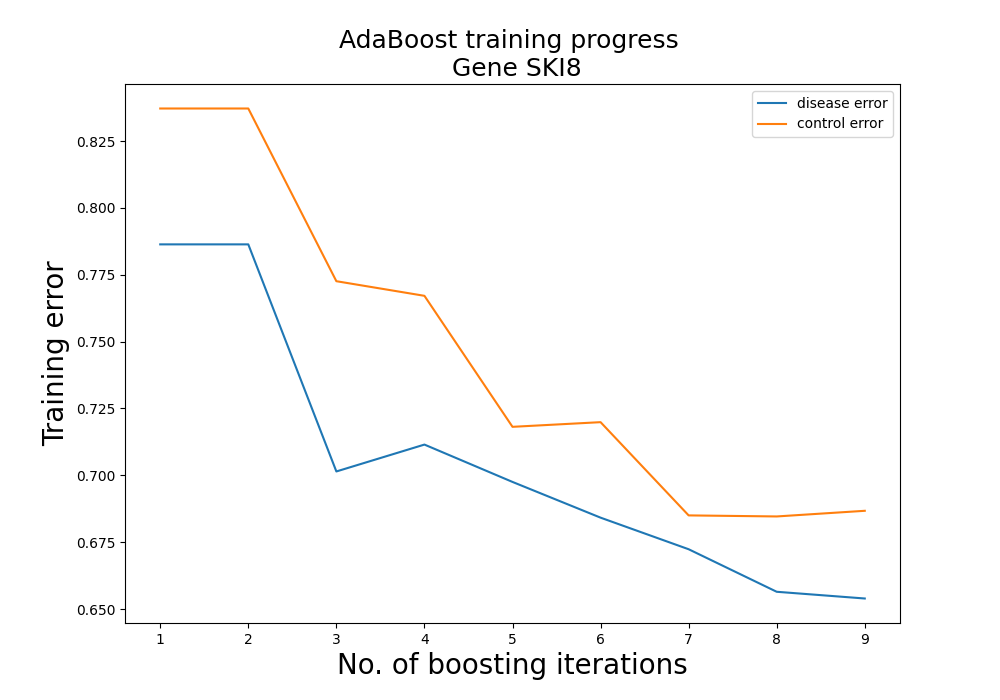 AdaBoost training progress
Gene SKI8
disease error
control error
0.825
0.800
0.775
0.750
0.725
0.700
0.675
0.650
Training error
1 2 3 4 5 6 7 8 9
No. of boosting iterations